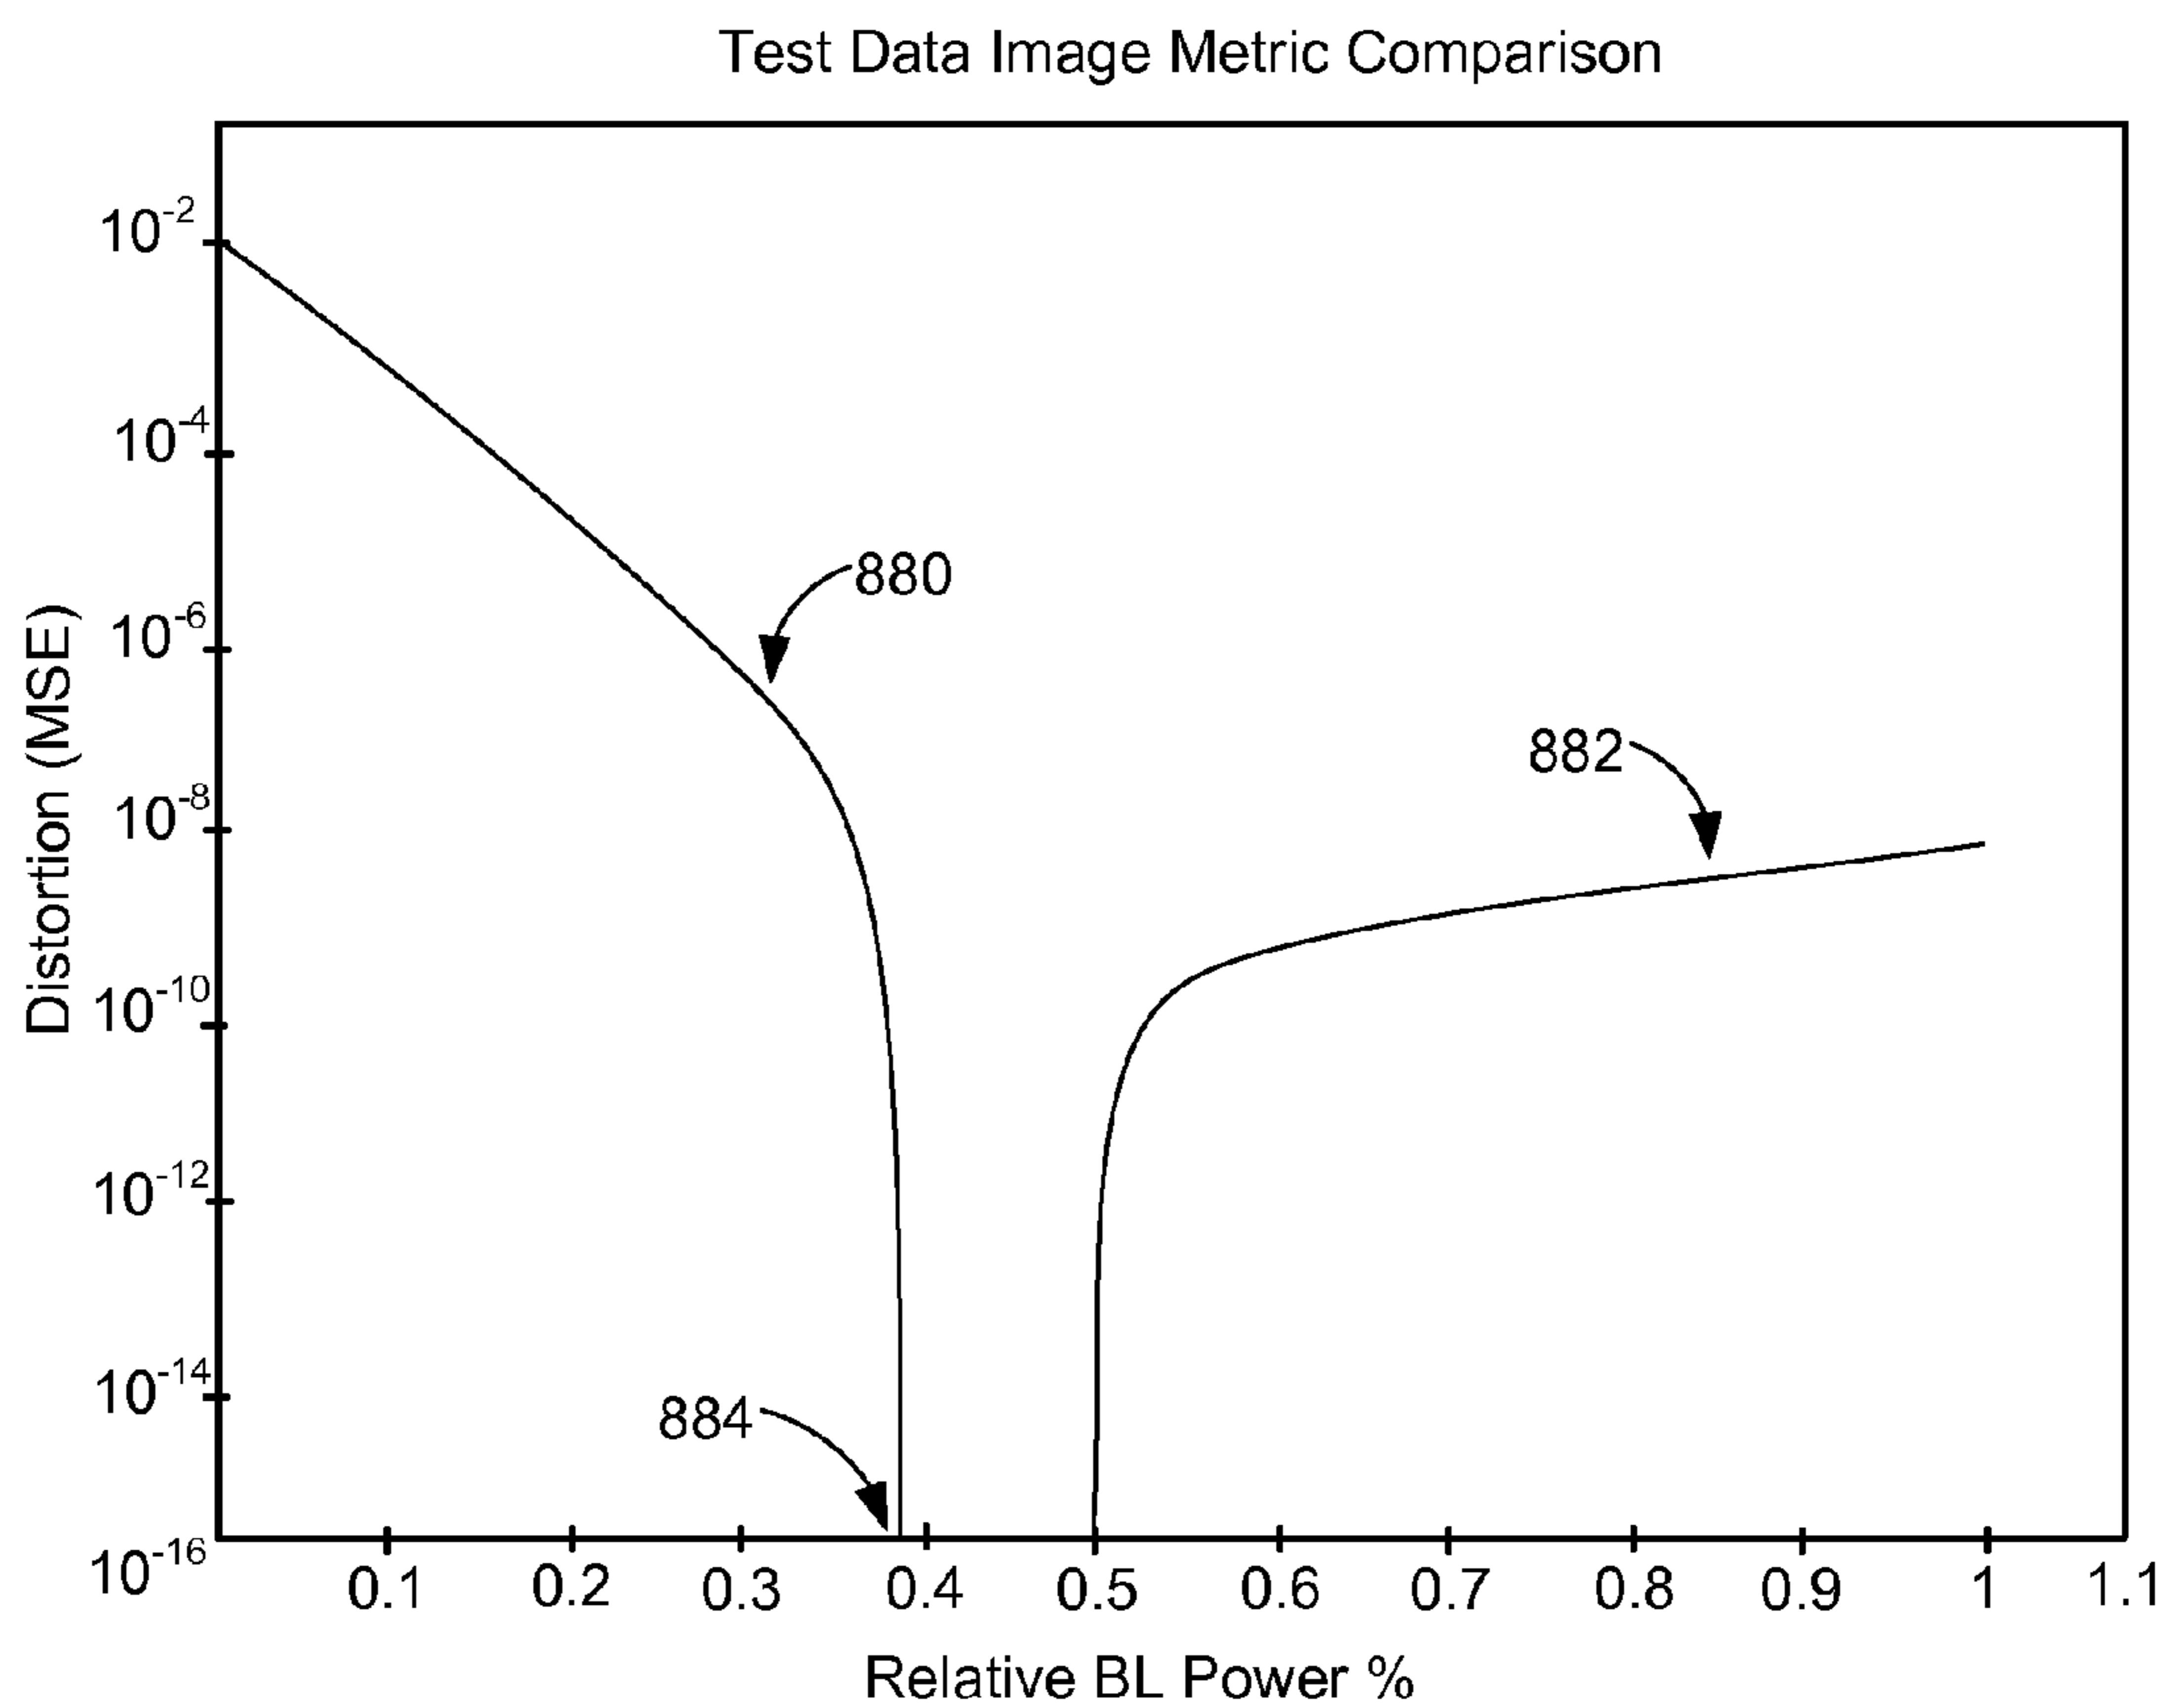 Test Data Image Metric Comparison
10-2
10-4
880
10-6
882
10-8
Distortion (MSE)
10-10
10-12
10-14
884
10-16
0.1 0.2 0.3 0.4 0.5 0.6 0.7 0.8 0.9 1 1.1
Relative BL Power %